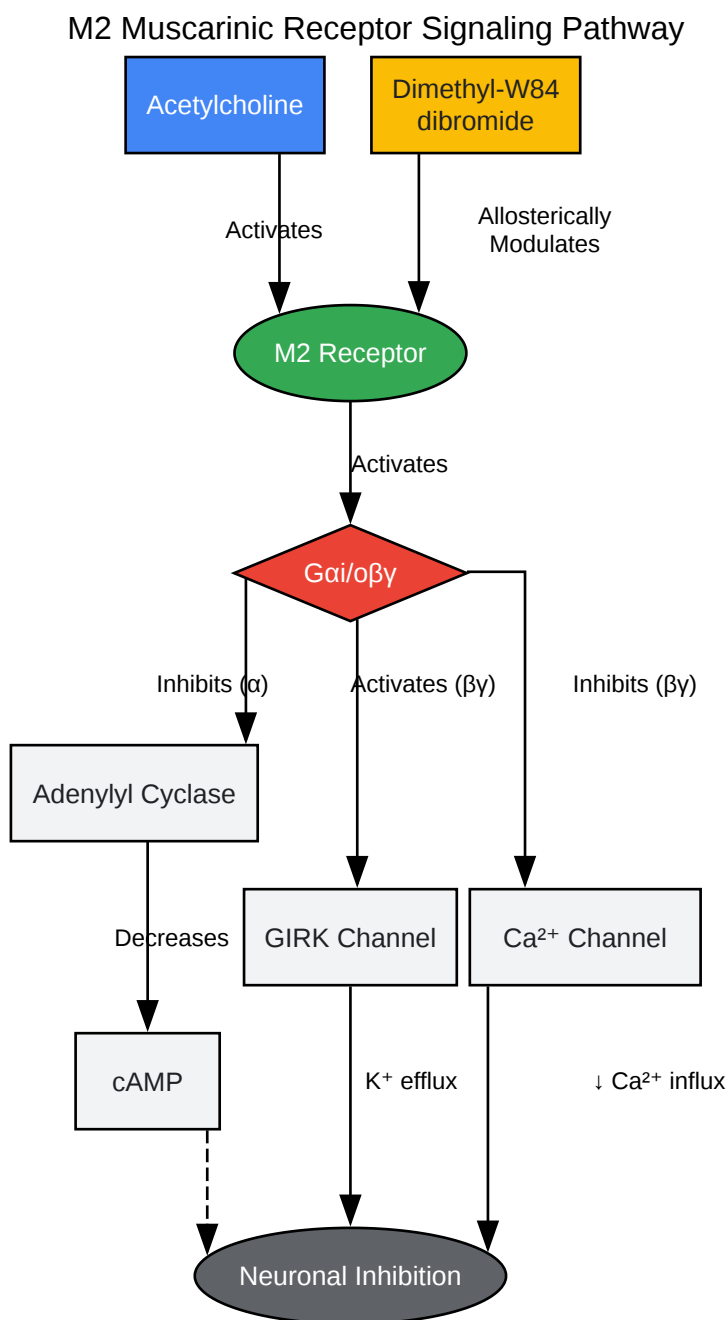 M2 Muscarinic Receptor Signaling Pathway
Acetylcholine
Dimethyl-W84
dibromide
Activates
Allosterically
Modulates
M2 Receptor
Activates
Gαi/oβγ
Inhibits (α)
Activates (βγ)
Inhibits (βγ)
Adenylyl Cyclase
Decreases
GIRK Channel
Ca²⁺ Channel
cAMP
K⁺ efflux
↓ Ca²⁺ influx
Neuronal Inhibition